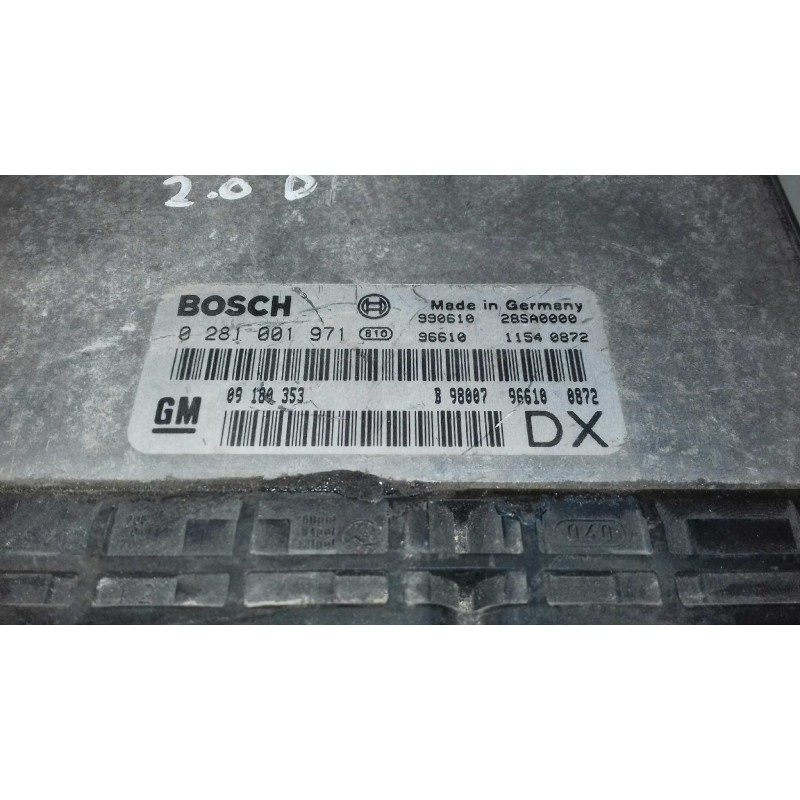 2.0 DI
BOSCH Made in Germany
0 281 001 971 810 990610 28SA0000
96610 1154 0872
GM 09 180 353 B 98007 96610 0872
DX
040